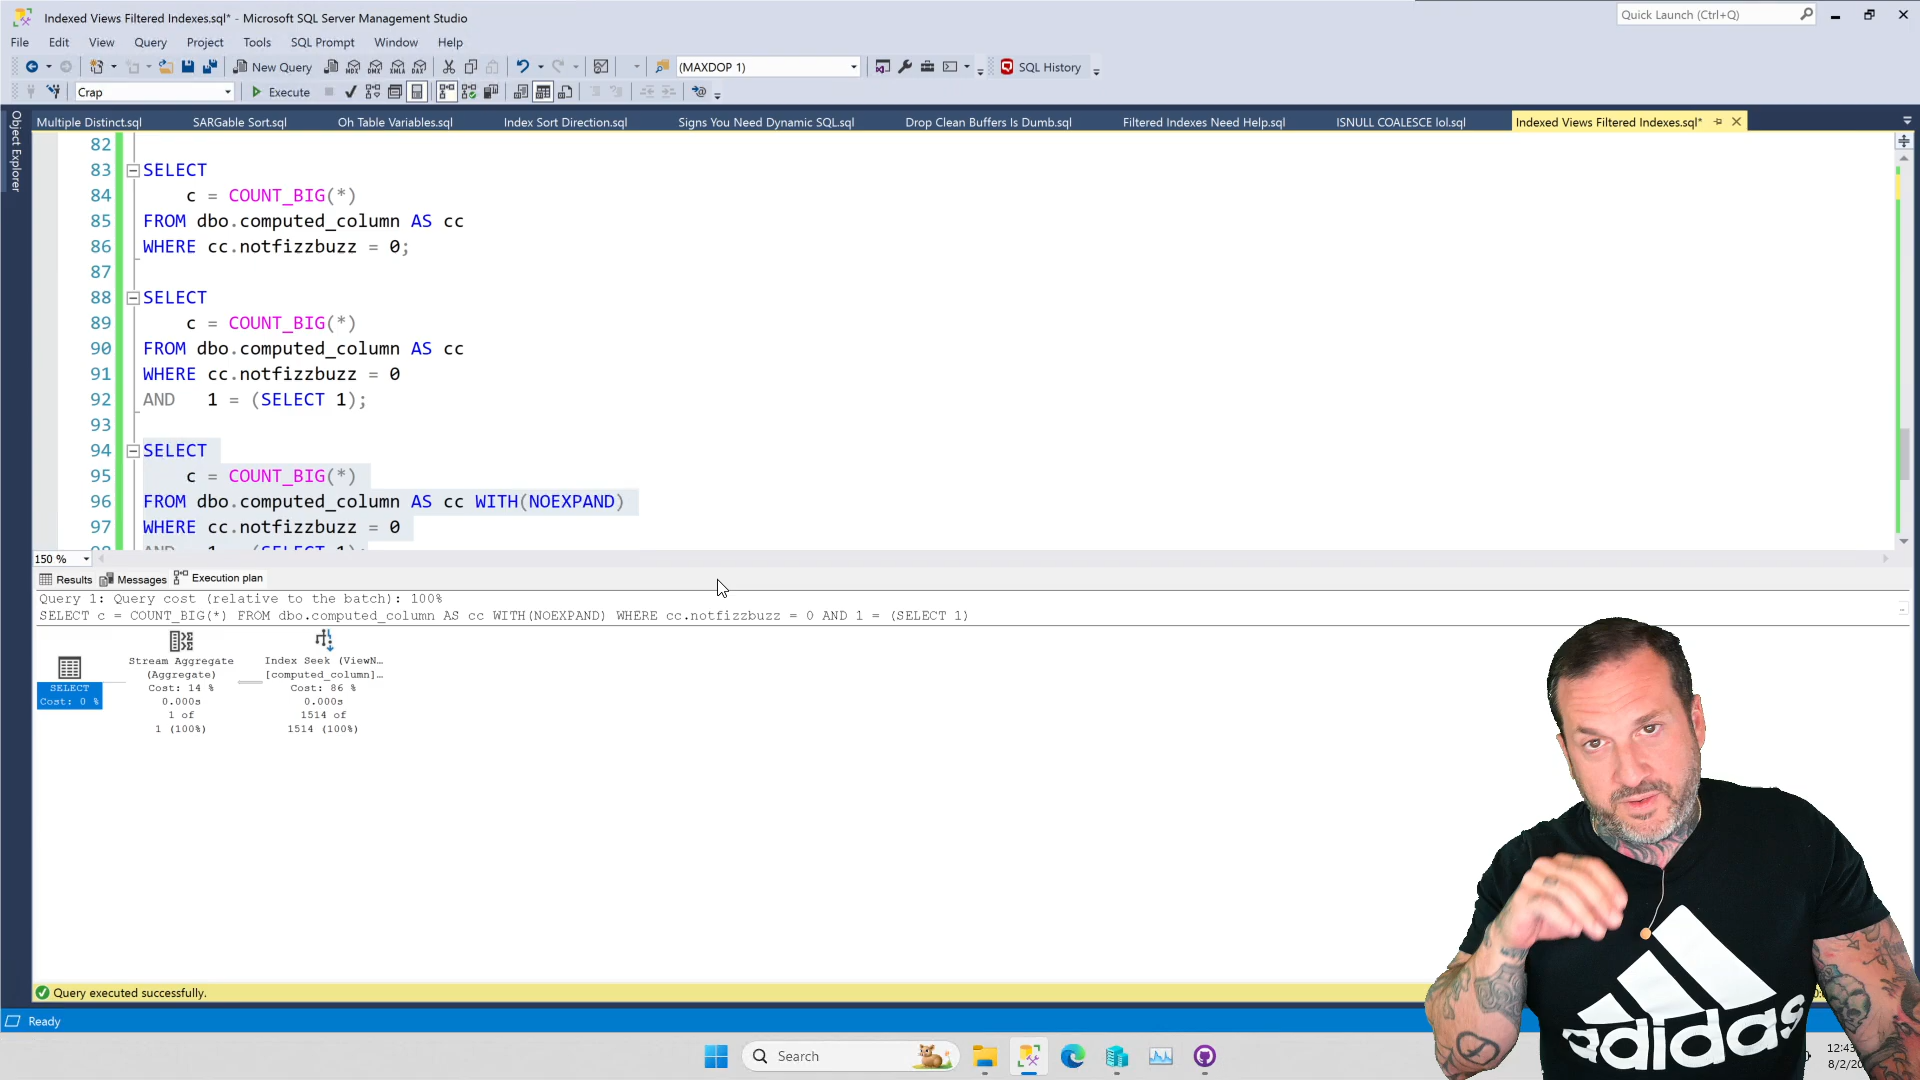 Indexed Views Filtered Indexes.sql* - Microsoft SQL Server Management Studio
Quick Launch (Ctrl+Q)
File Edit View Query Project Tools SQL Prompt Window Help
New Query
(MAXDOP 1)
SQL History
Crap
Execute
Object Explorer
Multiple Distinct.sql SARGable Sort.sql Oh Table Variables.sql Index Sort Direction.sql Signs You Need Dynamic SQL.sql Drop Clean Buffers Is Dumb.sql Filtered Indexes Need Help.sql ISNULL COALESCE lol.sql Indexed Views Filtered Indexes.sql*
82
83 SELECT
84 c = COUNT_BIG(*)
85 FROM dbo.computed_column AS cc
86 WHERE cc.notfizzbuzz = 0;
87
88 SELECT
89 c = COUNT_BIG(*)
90 FROM dbo.computed_column AS cc
91 WHERE cc.notfizzbuzz = 0
92 AND 1 = (SELECT 1);
93
94 SELECT
95 c = COUNT_BIG(*)
96 FROM dbo.computed_column AS cc WITH(NOEXPAND)
97 WHERE cc.notfizzbuzz = 0
98 AND 1 = (SELECT 1);
150 %
Results Messages Execution plan
Query 1: Query cost (relative to the batch): 100%
SELECT c = COUNT_BIG(*) FROM dbo.computed_column AS cc WITH(NOEXPAND) WHERE cc.notfizzbuzz = 0 AND 1 = (SELECT 1)
SELECT
Cost: 0 %
Stream Aggregate
(Aggregate)
Cost: 14 %
0.000s
1 of
1 (100%)
Index Seek (ViewN...
[computed_column]...
Cost: 86 %
0.000s
1514 of
1514 (100%)
Query executed successfully.
Ready
Search
adidas
12:43
8/2/20